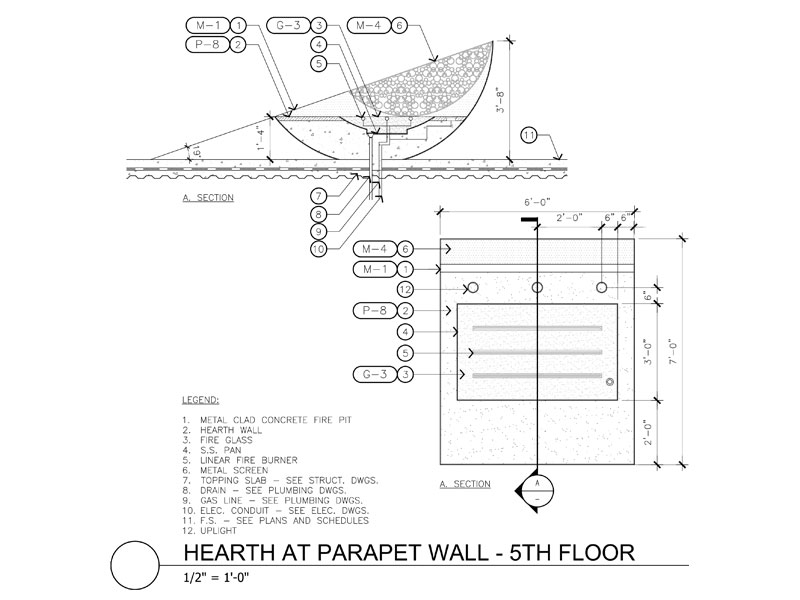 M-1 1 G-3 3 M-4 6
P-8 2 4
5
3'-8"
1'-4"
19°
11
A. SECTION
7
8
9
10
6'-0"
2'-0" 6" 6"
M-4 6
M-1 1
12
6"
P-8 2
4
3'-0"
7'-0"
5
G-3 3
2'-0"
A. SECTION
A
–
LEGEND:
1. METAL CLAD CONCRETE FIRE PIT
2. HEARTH WALL
3. FIRE GLASS
4. S.S. PAN
5. LINEAR FIRE BURNER
6. METAL SCREEN
7. TOPPING SLAB – SEE STRUCT. DWGS.
8. DRAIN – SEE PLUMBING DWGS.
9. GAS LINE – SEE PLUMBING DWGS.
10. ELEC. CONDUIT – SEE ELEC. DWGS.
11. F.S. – SEE PLANS AND SCHEDULES
12. UPLIGHT
HEARTH AT PARAPET WALL - 5TH FLOOR
1/2" = 1'-0"